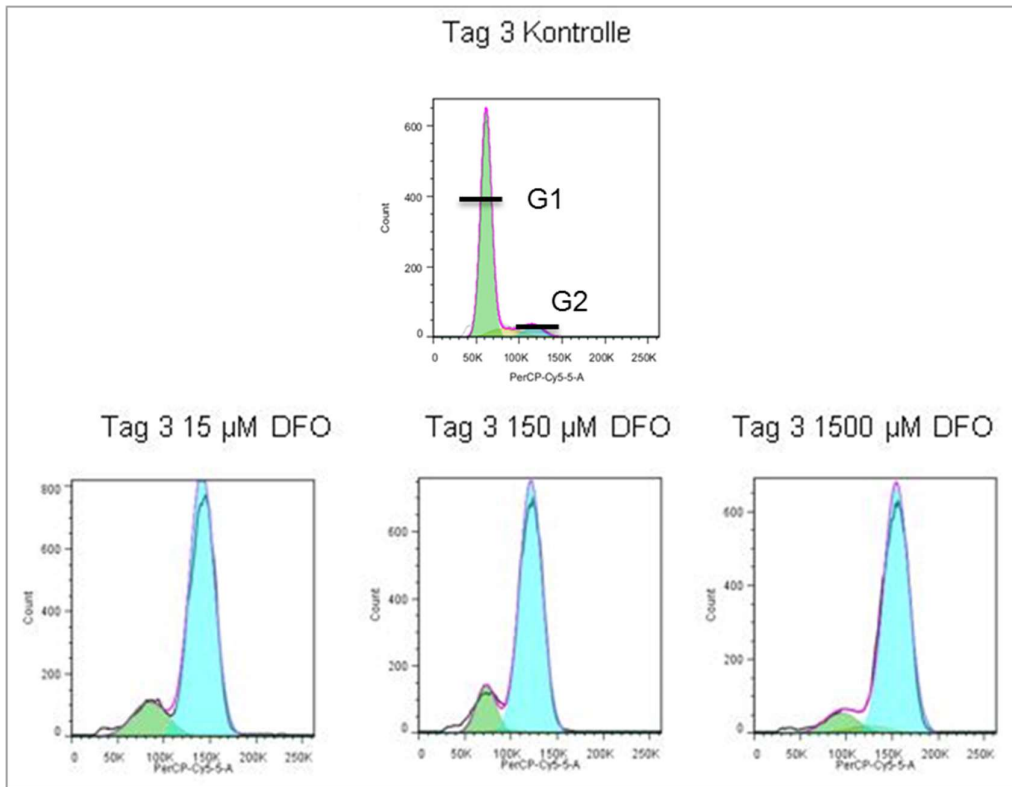 Tag 3 Kontrolle
600
400
200
0
Count
G1
G2
0 50K 100K 150K 200K 250K
PerCP-Cy5-5-A
Tag 3 15 µM DFO
800
600
400
200
0
Count
0 50K 100K 150K 200K 250K
PerCP-Cy5-5-A
Tag 3 150 µM DFO
600
400
200
0
Count
0 50K 100K 150K 200K 250K
PerCP-Cy5-5-A
Tag 3 1500 µM DFO
600
400
200
0
Count
0 50K 100K 150K 200K 250K
PerCP-Cy5-5-A